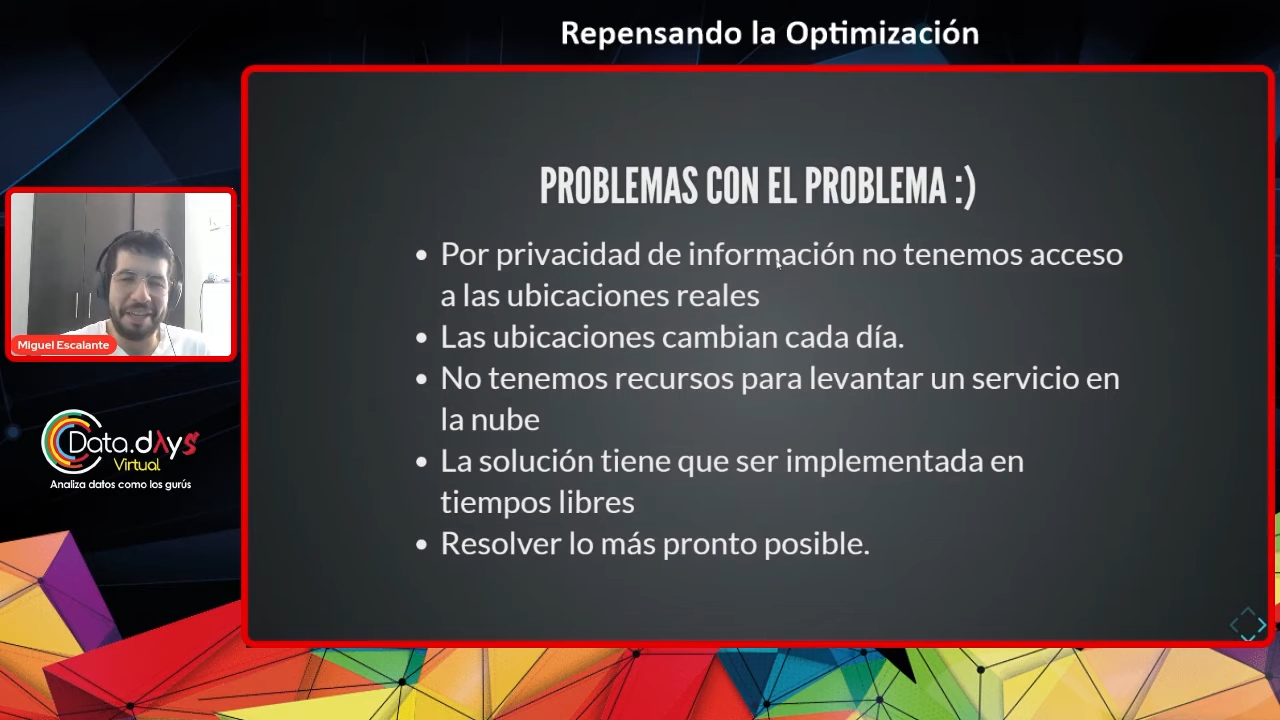 Repensando la Optimización
PROBLEMAS CON EL PROBLEMA :)
• Por privacidad de información no tenemos acceso
a las ubicaciones reales
• Las ubicaciones cambian cada día.
• No tenemos recursos para levantar un servicio en
la nube
• La solución tiene que ser implementada en
tiempos libres
• Resolver lo más pronto posible.
Miguel Escalante
Data.dλys
Virtual
Analiza datos como los gurús